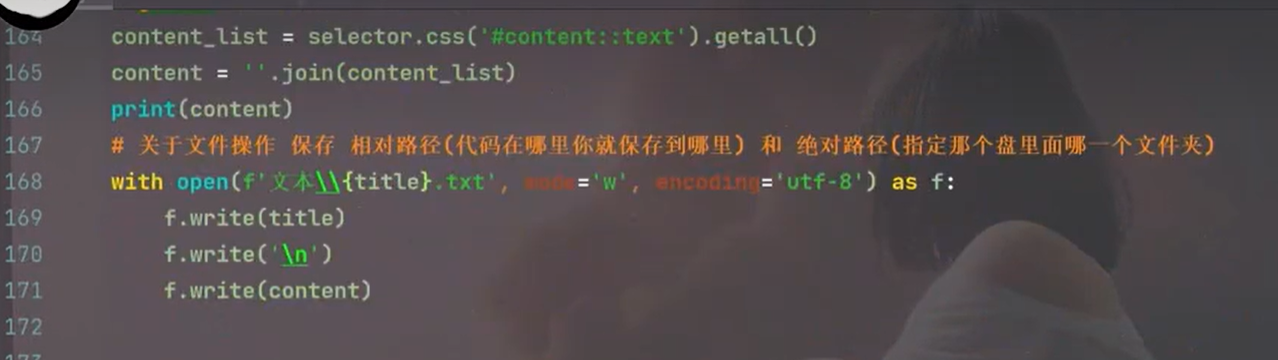 164 content_list = selector.css('#content::text').getall()
165 content = ''.join(content_list)
166 print(content)
167 # 关于文件操作 保存 相对路径(代码在哪里你就保存到哪里) 和 绝对路径(指定那个盘里面哪一个文件夹)
168 with open(f'文本\\{title}.txt', mode='w', encoding='utf-8') as f:
169 f.write(title)
170 f.write('\n')
171 f.write(content)
172
173